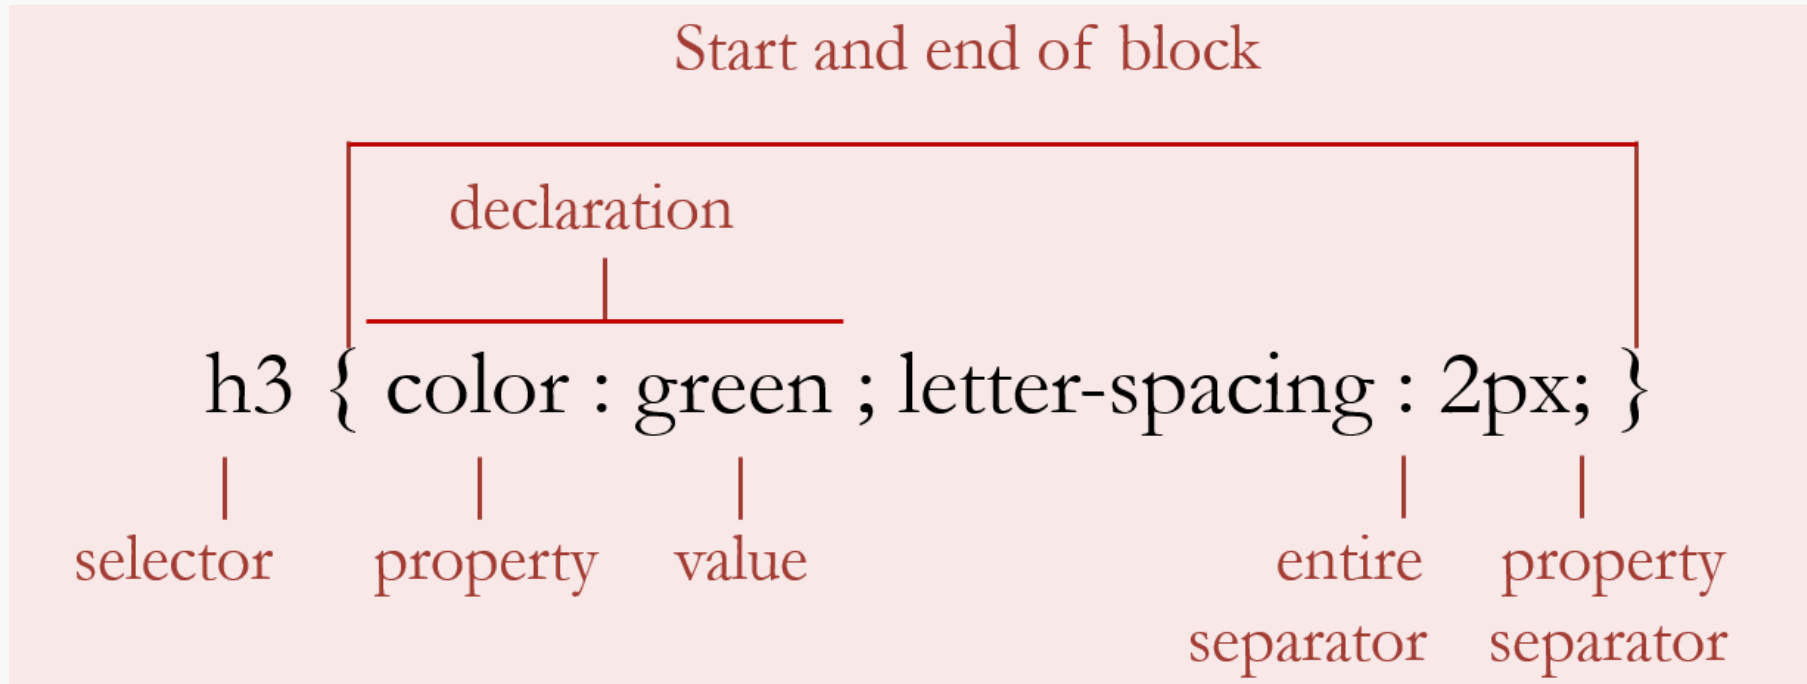 Start and end of block
declaration
h3 { color : green ; letter-spacing : 2px; }
selector property value entire property
separator separator